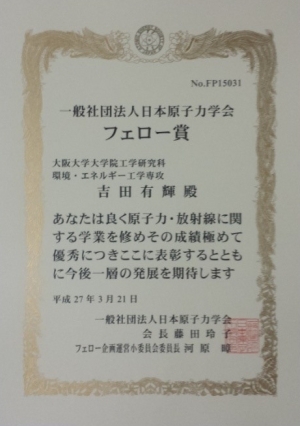 No.FP15031
一般社団法人日本原子力学会
フェロー賞
大阪大学大学院工学研究科
環境・エネルギー工学専攻
吉田有輝殿
あなたは良く原子力・放射線に関
する学業を修めその成績極めて
優秀につきここに表彰するととも
に今後一層の発展を期待します
平成27年3月21日
一般社団法人日本原子力学会
会長藤田玲子
フェロー企画運営小委員会委員長 河原暲